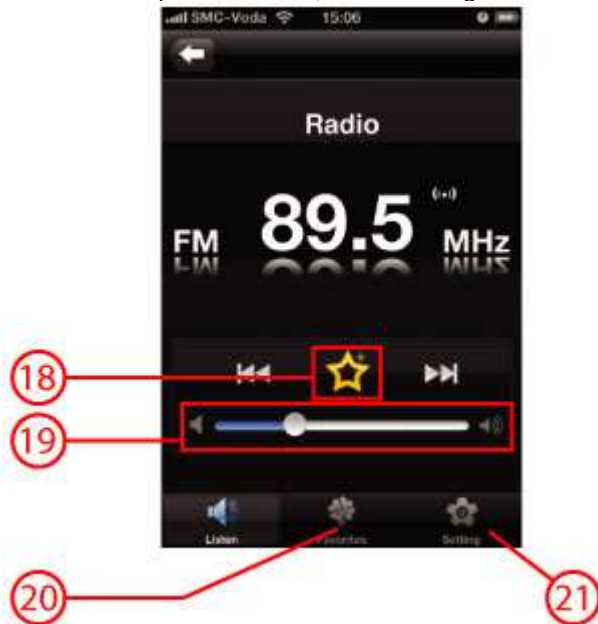 SMC-Voda 15:06
Radio
FM 89.5 MHz
18
19
Listen Favorites Setting
20 21